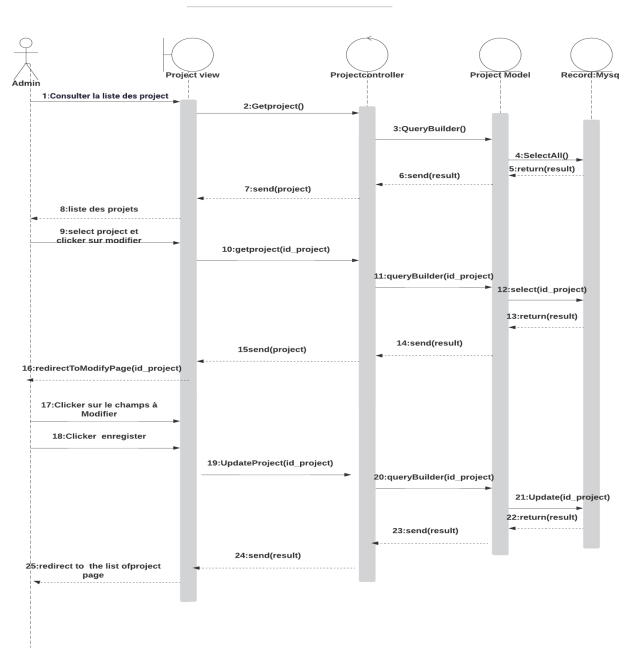 Admin
Project view
Projectcontroller
Project Model
Record:Mysq
1:Consulter la liste des project
2:Getproject()
3:QueryBuilder()
4:SelectAll()
5:return(result)
6:send(result)
7:send(project)
8:liste des projets
9:select project et
clicker sur modifier
10:getproject(id_project)
11:queryBuilder(id_project)
12:select(id_project)
13:return(result)
14:send(result)
15send(project)
16:redirectToModifyPage(id_project)
17:Clicker sur le champs à
Modifier
18:Clicker enregister
19:UpdateProject(id_project)
20:queryBuilder(id_project)
21:Update(id_project)
22:return(result)
23:send(result)
24:send(result)
25:redirect to the list ofproject
page